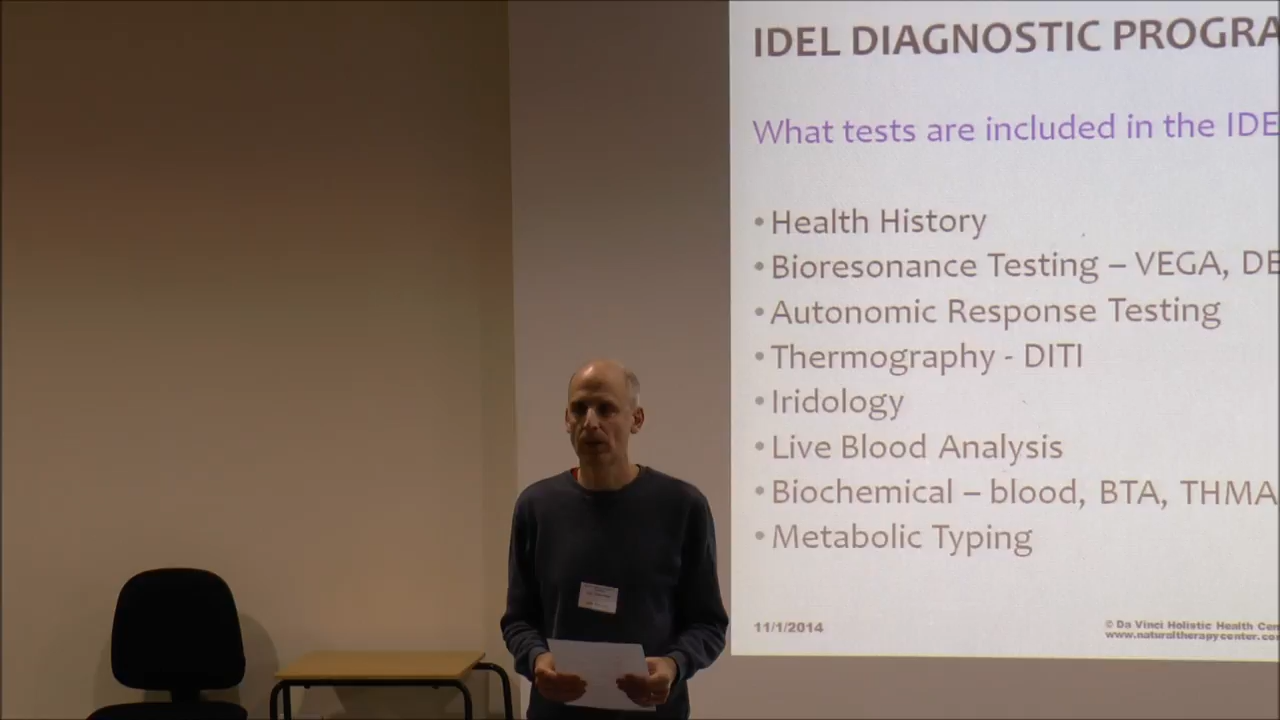 IDEL DIAGNOSTIC PROGRA
What tests are included in the IDE
• Health History
• Bioresonance Testing – VEGA, DE
• Autonomic Response Testing
• Thermography - DITI
• Iridology
• Live Blood Analysis
• Biochemical – blood, BTA, THMA
• Metabolic Typing
11/1/2014
© Da Vinci Holistic Health Cen
www.naturaltherapycenter.co